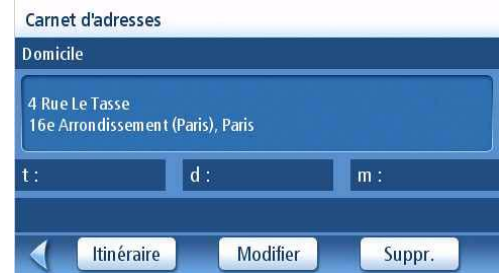 Carnet d'adresses
Domicile
4 Rue Le Tasse
16e Arrondissement (Paris), Paris
t : d : m :
Itinéraire Modifier Suppr.